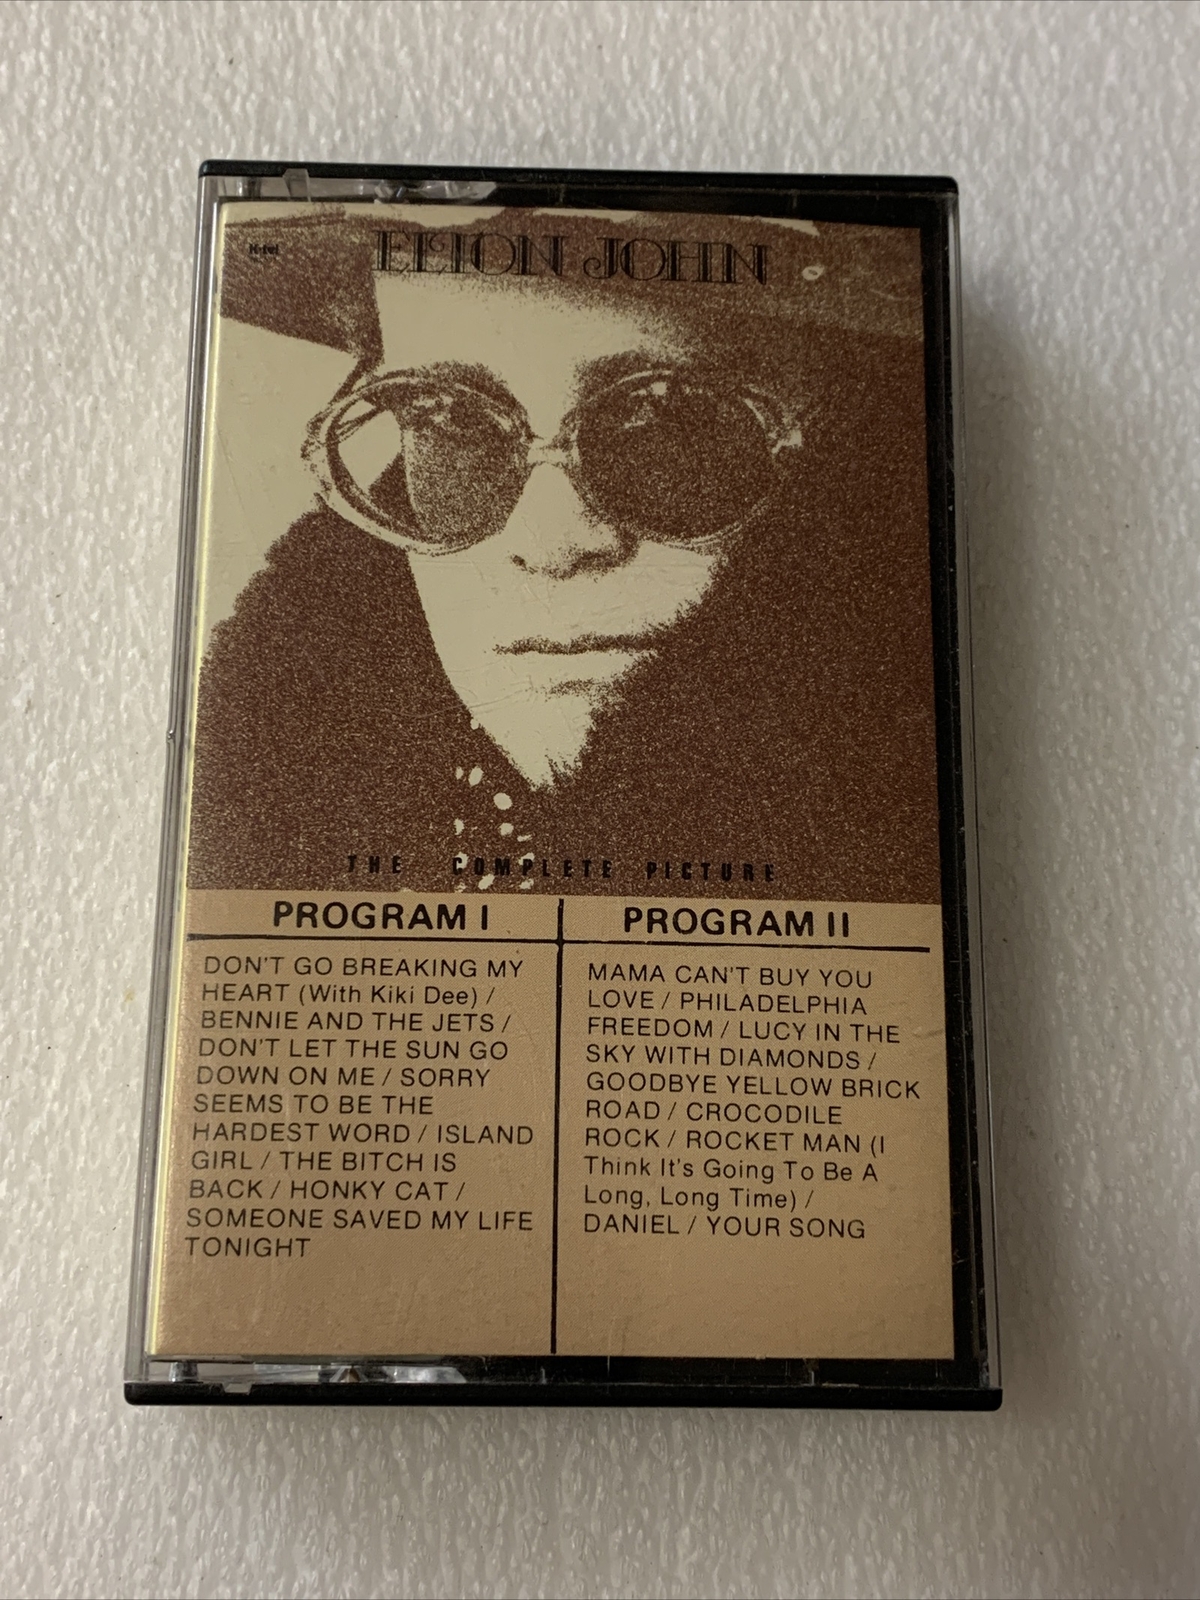 K-tel
ELTON JOHN
THE COMPLETE PICTURE
PROGRAM I
DON'T GO BREAKING MY
HEART (With Kiki Dee) /
BENNIE AND THE JETS /
DON'T LET THE SUN GO
DOWN ON ME / SORRY
SEEMS TO BE THE
HARDEST WORD / ISLAND
GIRL / THE BITCH IS
BACK / HONKY CAT /
SOMEONE SAVED MY LIFE
TONIGHT
PROGRAM II
MAMA CAN'T BUY YOU
LOVE / PHILADELPHIA
FREEDOM / LUCY IN THE
SKY WITH DIAMONDS /
GOODBYE YELLOW BRICK
ROAD / CROCODILE
ROCK / ROCKET MAN (I
Think It's Going To Be A
Long, Long Time) /
DANIEL / YOUR SONG